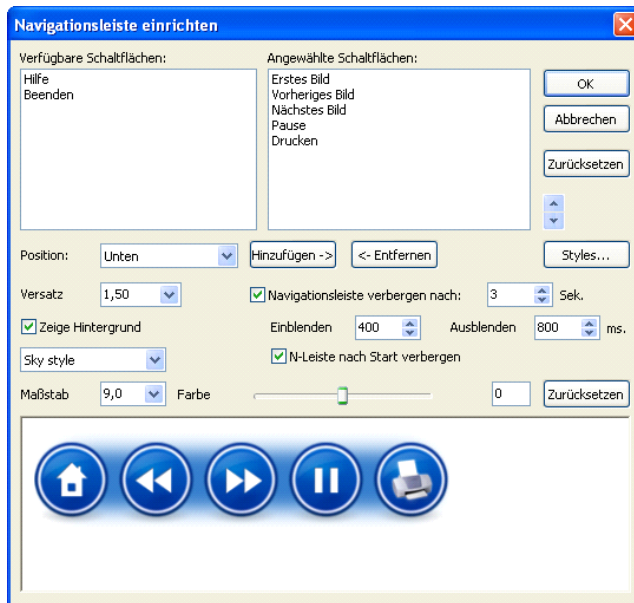 Navigationsleiste einrichten
Verfügbare Schaltflächen:
Hilfe
Beenden
Angewählte Schaltflächen:
Erstes Bild
Vorheriges Bild
Nächstes Bild
Pause
Drucken
OK
Abbrechen
Zurücksetzen
Position: Unten Hinzufügen -> <- Entfernen Styles...
Versatz 1,50 Navigationsleiste verbergen nach: 3 Sek.
Zeige Hintergrund Einblenden 400 Ausblenden 800 ms.
Sky style N-Leiste nach Start verbergen
Maßstab 9,0 Farbe 0 Zurücksetzen